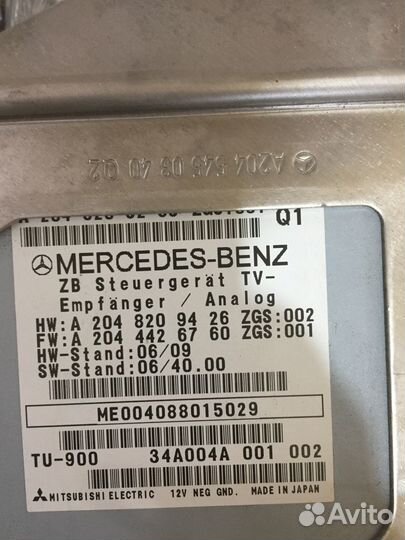 A204 545 03 40 Q2
Q1
MERCEDES-BENZ
ZB Steuergerät TV-
Empfänger / Analog
HW:A 204 820 94 26 ZGS:002
FW:A 204 442 67 60 ZGS:001
HW-Stand:06/09
SW-Stand:06/40.00
ME004088015029
TU-900 34A004A 001 002
MITSUBISHI ELECTRIC 12V NEG GND. MADE IN JAPAN
Avito